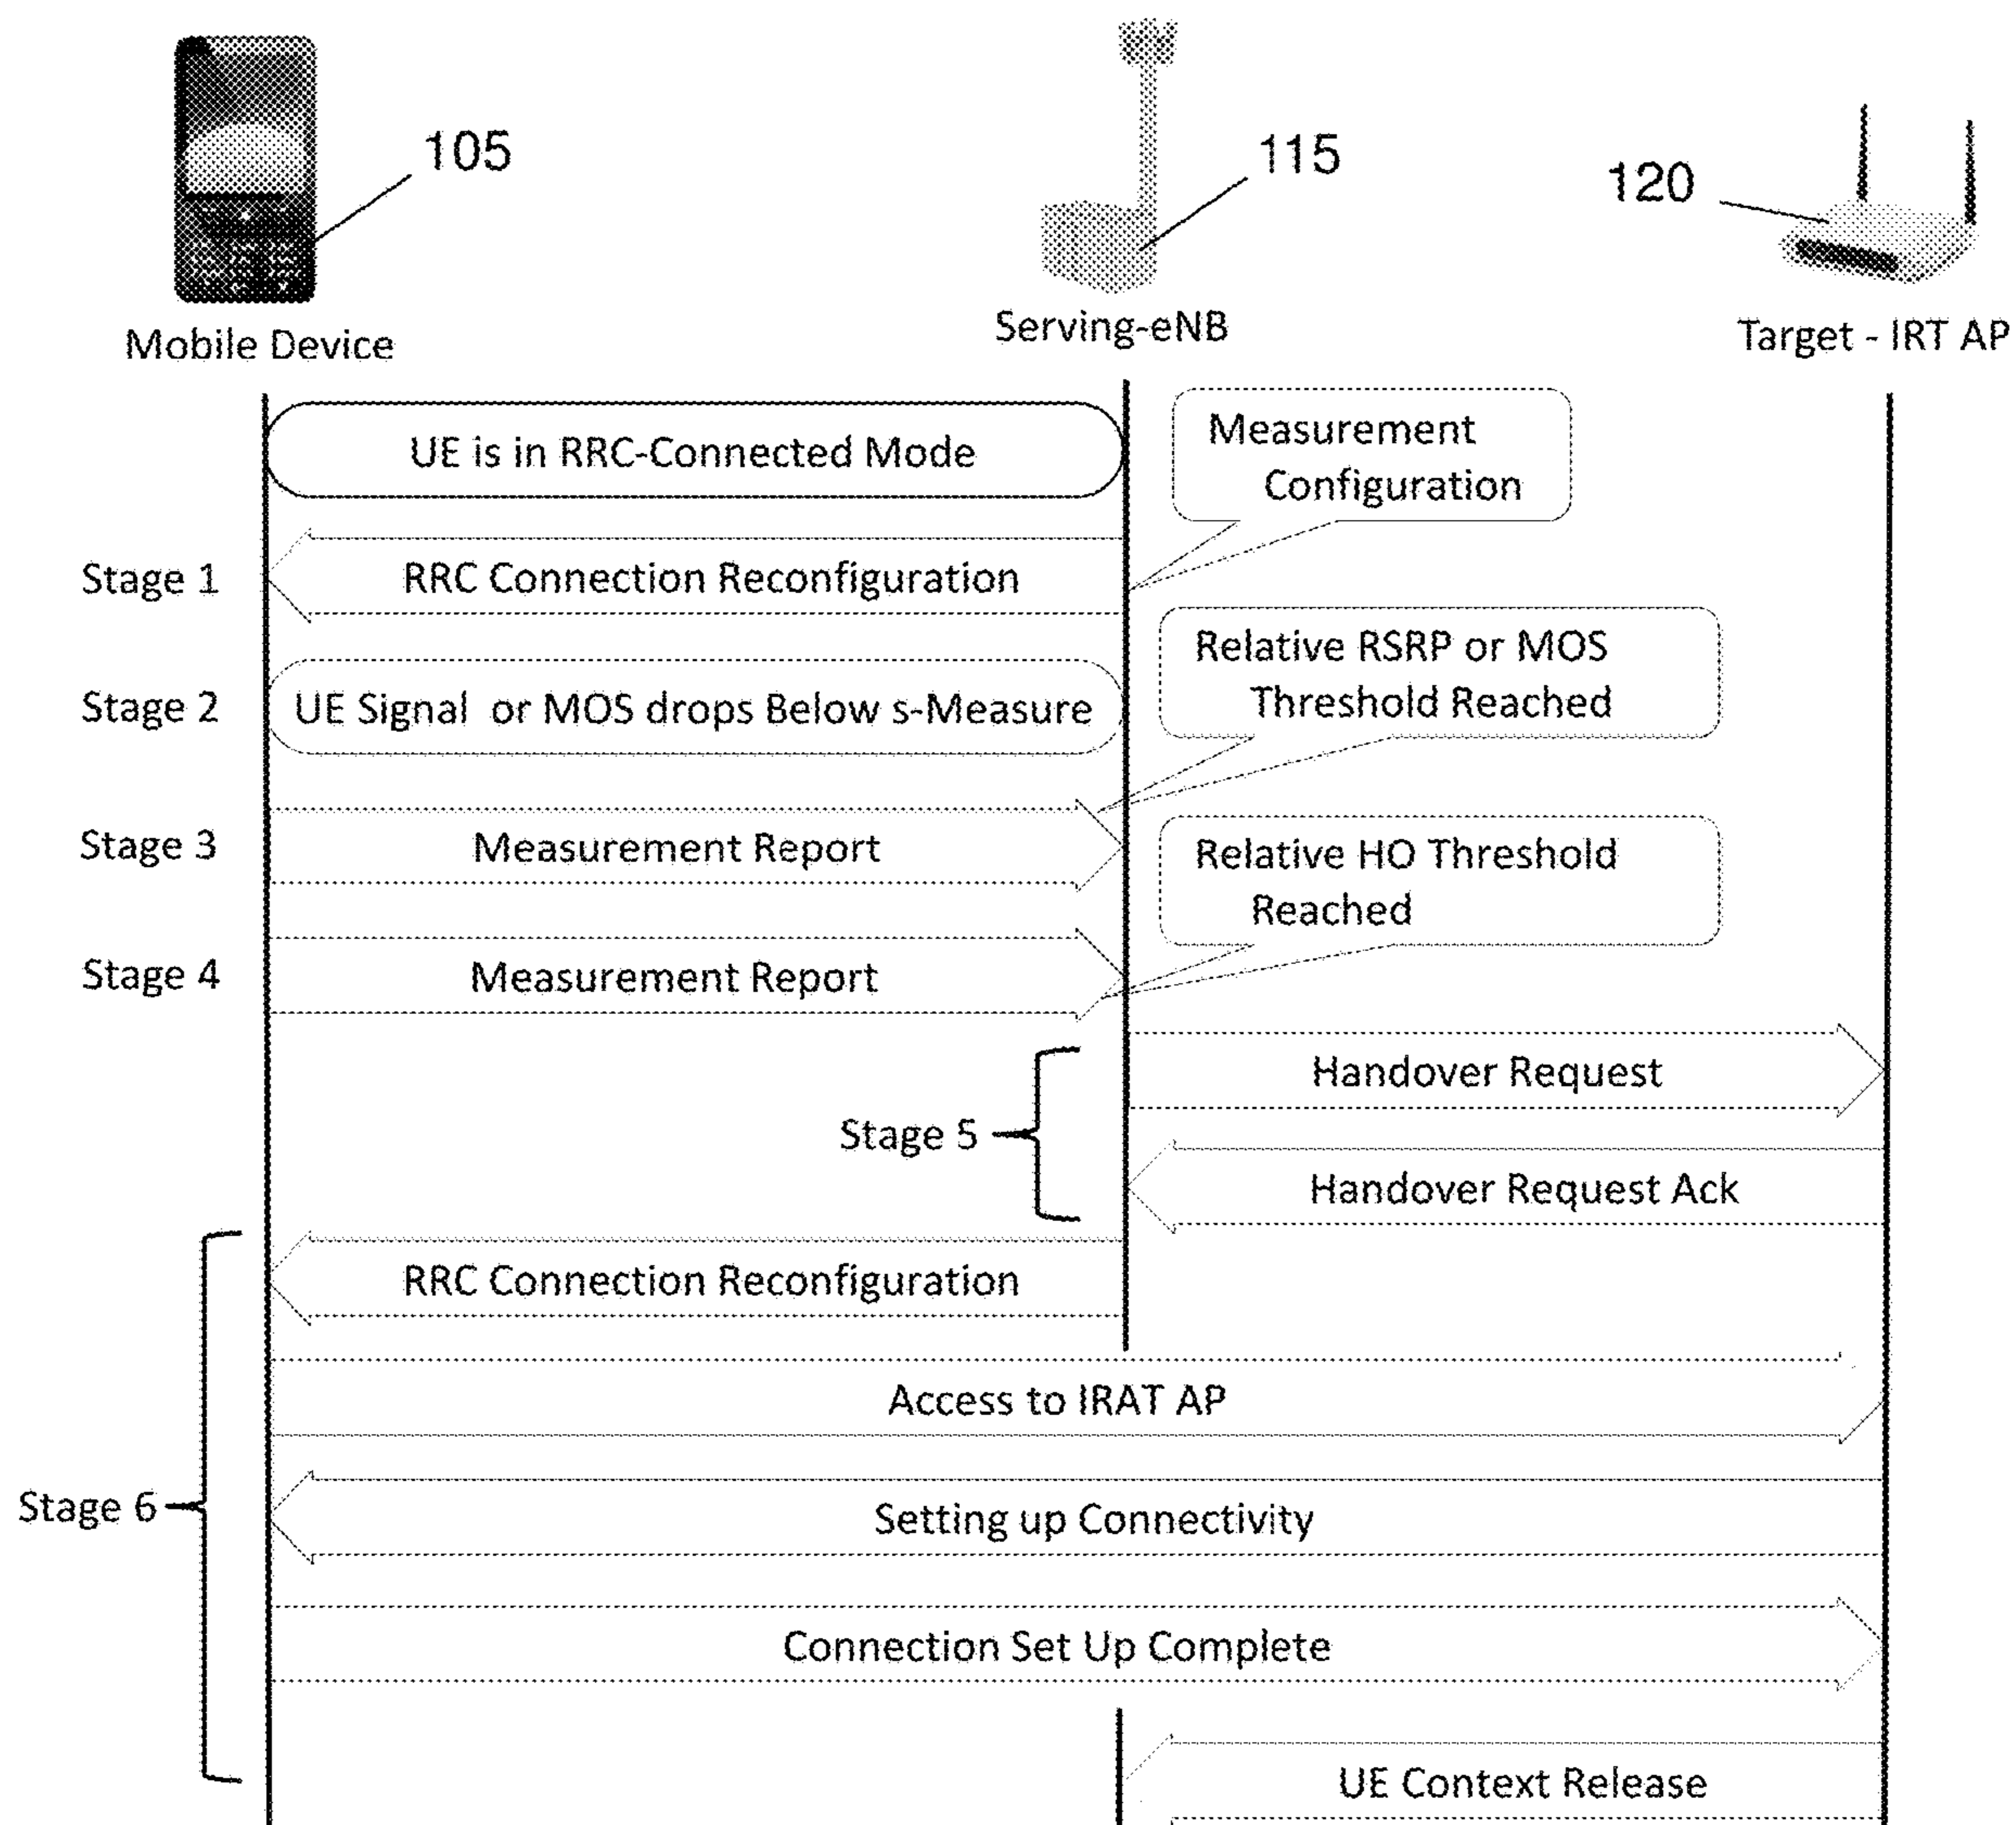 105
115
120
Mobile Device
Serving-eNB
Target - IRT AP
UE is in RRC-Connected Mode
Measurement
Configuration
Stage 1
RRC Connection Reconfiguration
Relative RSRP or MOS
Threshold Reached
Stage 2
UE Signal or MOS drops Below s-Measure
Stage 3
Measurement Report
Relative HO Threshold
Reached
Stage 4
Measurement Report
Handover Request
Stage 5
Handover Request Ack
RRC Connection Reconfiguration
Access to IRAT AP
Stage 6
Setting up Connectivity
Connection Set Up Complete
UE Context Release